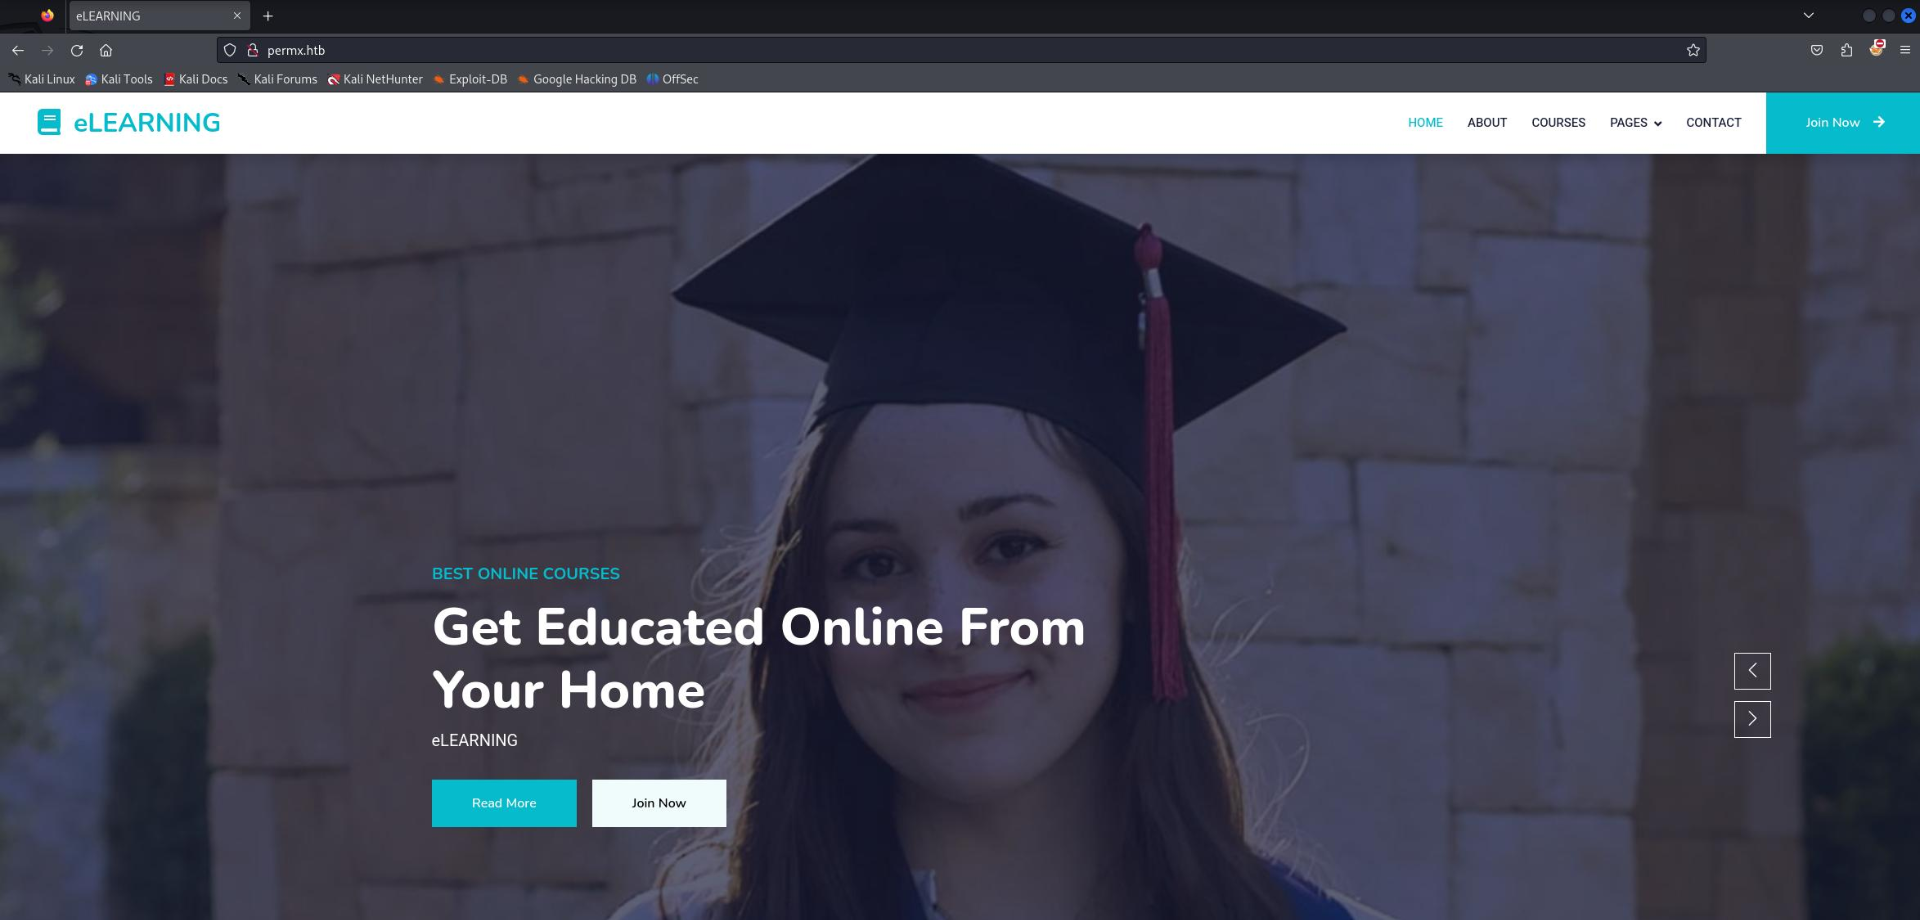 eLEARNING
permx.htb
Kali Linux Kali Tools Kali Docs Kali Forums Kali NetHunter Exploit-DB Google Hacking DB OffSec
eLEARNING HOME ABOUT COURSES PAGES CONTACT Join Now
BEST ONLINE COURSES
Get Educated Online From
Your Home
eLEARNING
Read More Join Now